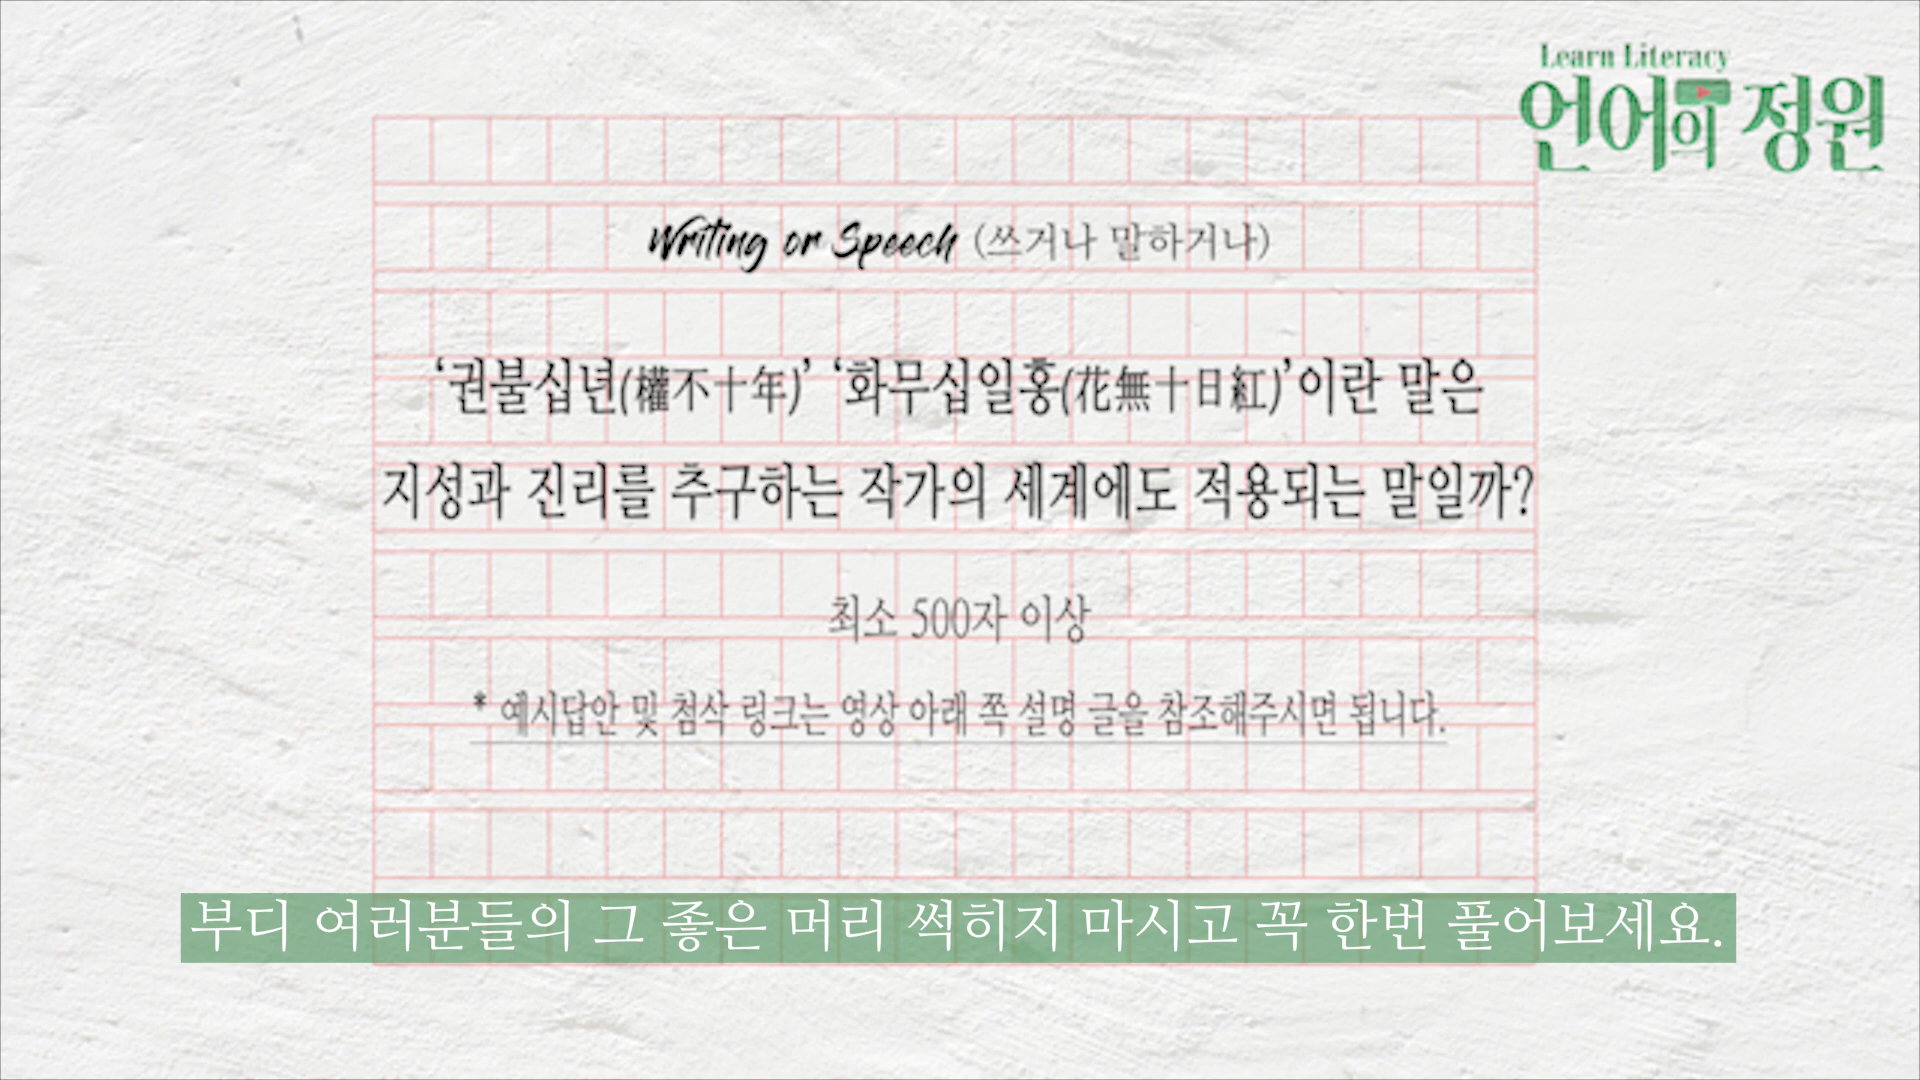 Learn Literacy
언어의 정원
Writing or Speech (쓰거나 말하거나)
‘권불십년(權不十年)’ ‘화무십일홍(花無十日紅)’이란 말은
지성과 진리를 추구하는 작가의 세계에도 적용되는 말일까?
최소 500자 이상
* 예시답안 및 첨삭 링크는 영상 아래 쪽 설명 글을 참조해주시면 됩니다.
부디 여러분들의 그 좋은 머리 썩히지 마시고 꼭 한번 풀어보세요.